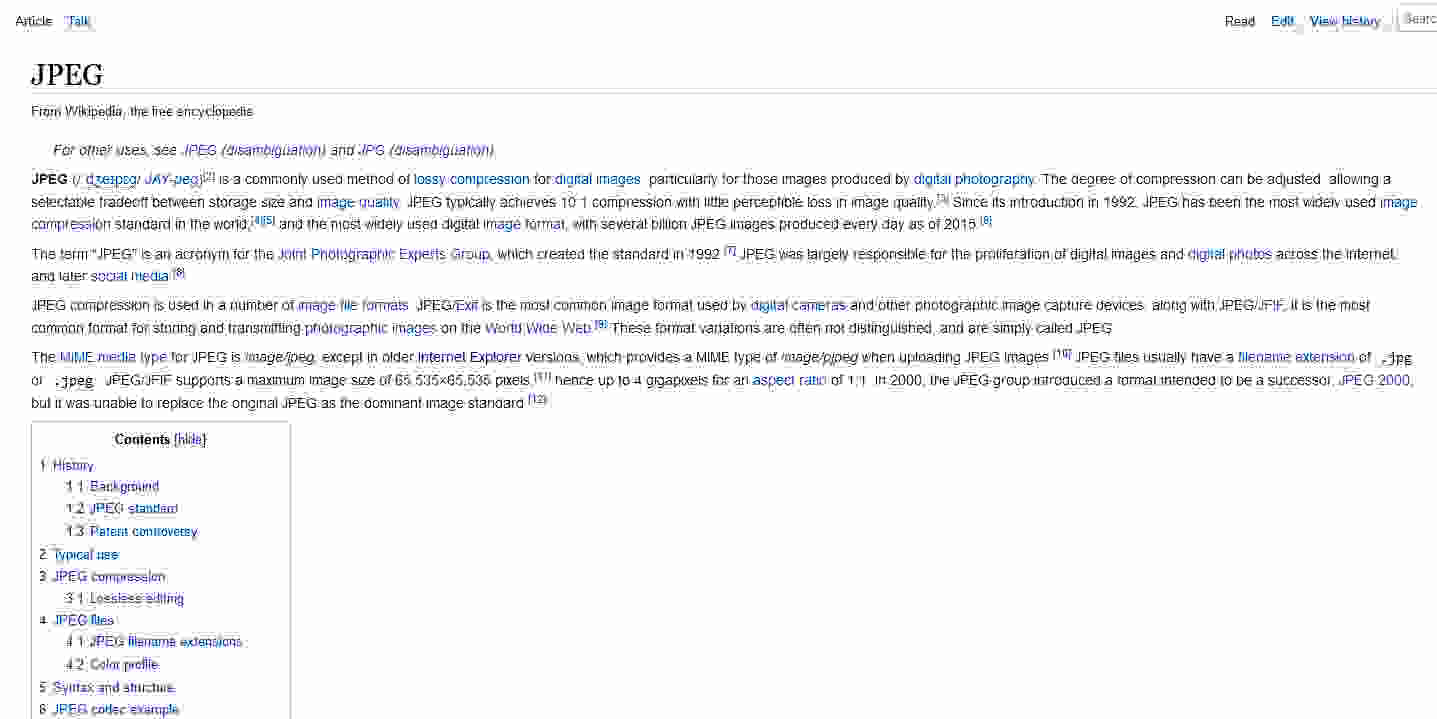 Article Talk Read Edit View history Searc
JPEG
From Wikipedia, the free encyclopedia
For other uses, see JPEG (disambiguation) and JPG (disambiguation).
JPEG (/ˈdʒeɪpɛɡ/ JAY-peg)[2] is a commonly used method of lossy compression for digital images, particularly for those images produced by digital photography. The degree of compression can be adjusted, allowing a
selectable tradeoff between storage size and image quality. JPEG typically achieves 10:1 compression with little perceptible loss in image quality.[3] Since its introduction in 1992, JPEG has been the most widely used image
compression standard in the world,[4][5] and the most widely used digital image format, with several billion JPEG images produced every day as of 2015.[6]
The term "JPEG" is an acronym for the Joint Photographic Experts Group, which created the standard in 1992.[7] JPEG was largely responsible for the proliferation of digital images and digital photos across the Internet,
and later social media.[8]
JPEG compression is used in a number of image file formats. JPEG/Exif is the most common image format used by digital cameras and other photographic image capture devices; along with JPEG/JFIF, it is the most
common format for storing and transmitting photographic images on the World Wide Web.[9] These format variations are often not distinguished, and are simply called JPEG.
The MIME media type for JPEG is image/jpeg, except in older Internet Explorer versions, which provides a MIME type of image/pjpeg when uploading JPEG images.[10] JPEG files usually have a filename extension of .jpg
or .jpeg. JPEG/JFIF supports a maximum image size of 65,535×65,535 pixels,[11] hence up to 4 gigapixels for an aspect ratio of 1:1. In 2000, the JPEG group introduced a format intended to be a successor, JPEG 2000,
but it was unable to replace the original JPEG as the dominant image standard.[12]
Contents [hide]
1 History
1.1 Background
1.2 JPEG standard
1.3 Patent controversy
2 Typical use
3 JPEG compression
3.1 Lossless editing
4 JPEG files
4.1 JPEG filename extensions
4.2 Color profile
5 Syntax and structure
6 JPEG codec example